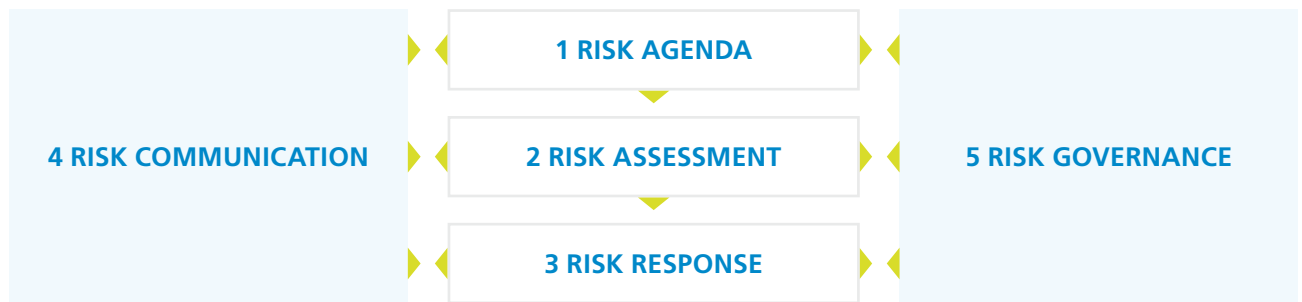 1 RISK AGENDA
4 RISK COMMUNICATION
2 RISK ASSESSMENT
5 RISK GOVERNANCE
3 RISK RESPONSE